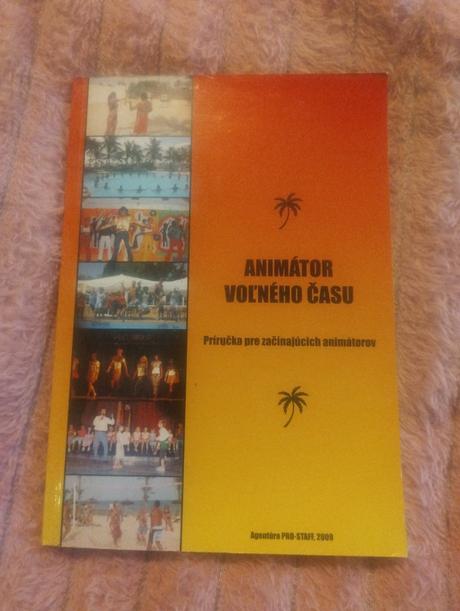 ANIMÁTOR
VOĽNÉHO ČASU
Príručka pre začínajúcich animátorov
Agentúra PRO-STAFF, 2009